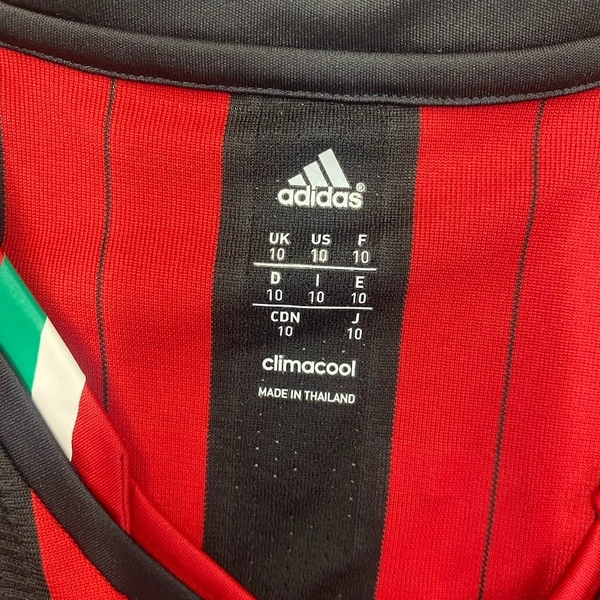 adidas®
UK US F
10 10 10
D I E
10 10 10
CDN J
10 10
climacool
MADE IN THAILAND